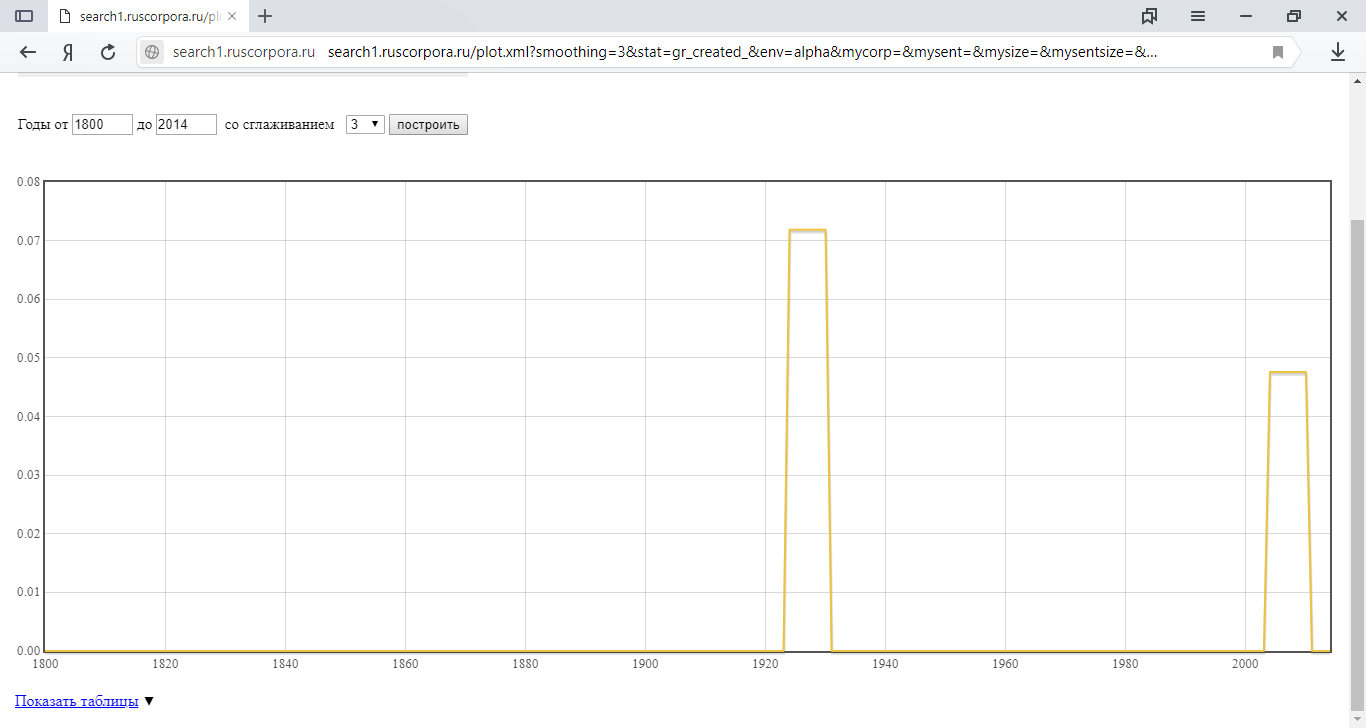 search1.ruscorpora.ru/pl
Я search1.ruscorpora.ru search1.ruscorpora.ru/plot.xml?smoothing=3&stat=gr_created_&env=alpha&mycorp=&mysent=&mysize=&mysentsize=&...
Годы от 1800 до 2014 со сглаживанием 3 построить
0.08
0.07
0.06
0.05
0.04
0.03
0.02
0.01
0.00
1800 1820 1840 1860 1880 1900 1920 1940 1960 1980 2000
Показать таблицы ▼